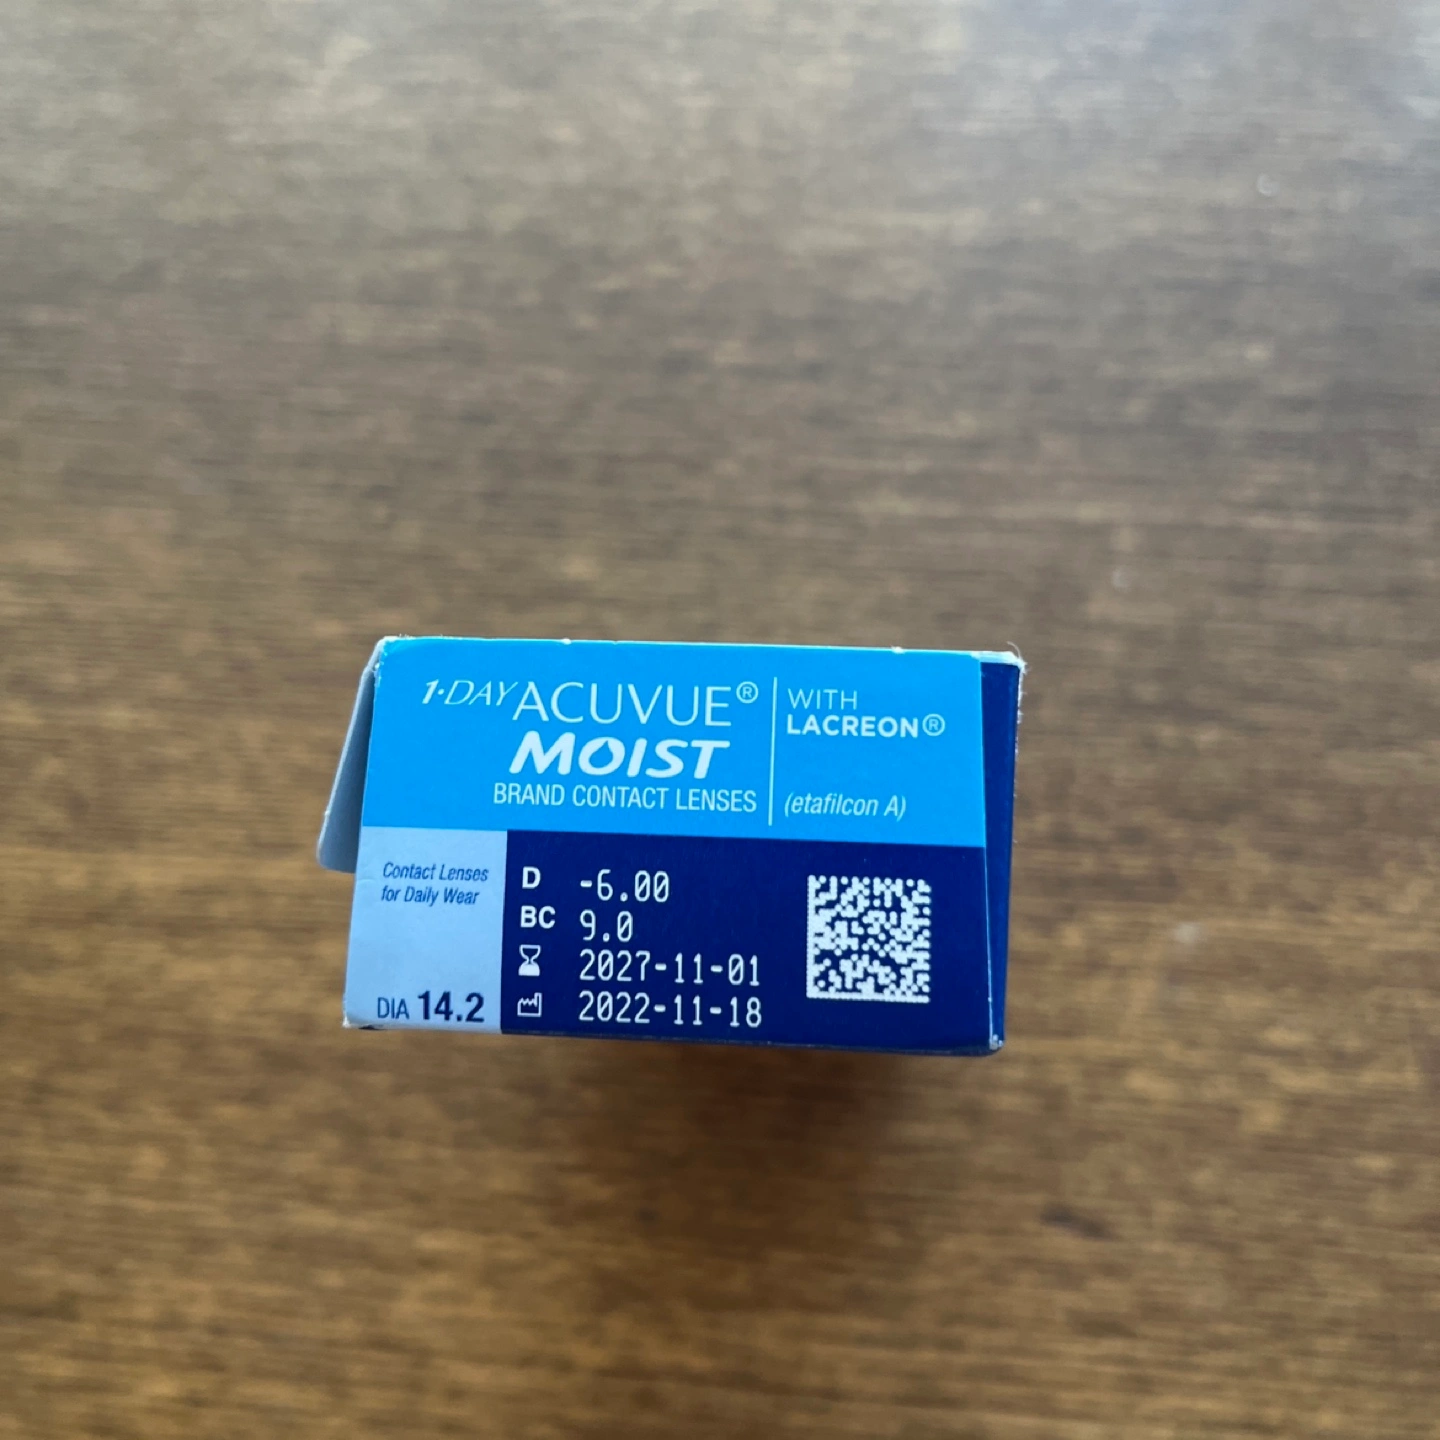 1·DAY ACUVUE® MOIST
BRAND CONTACT LENSES
WITH
LACREON®
(etafilcon A)
Contact Lenses
for Daily Wear
DIA 14.2
D -6.00
BC 9.0
2027-11-01
2022-11-18